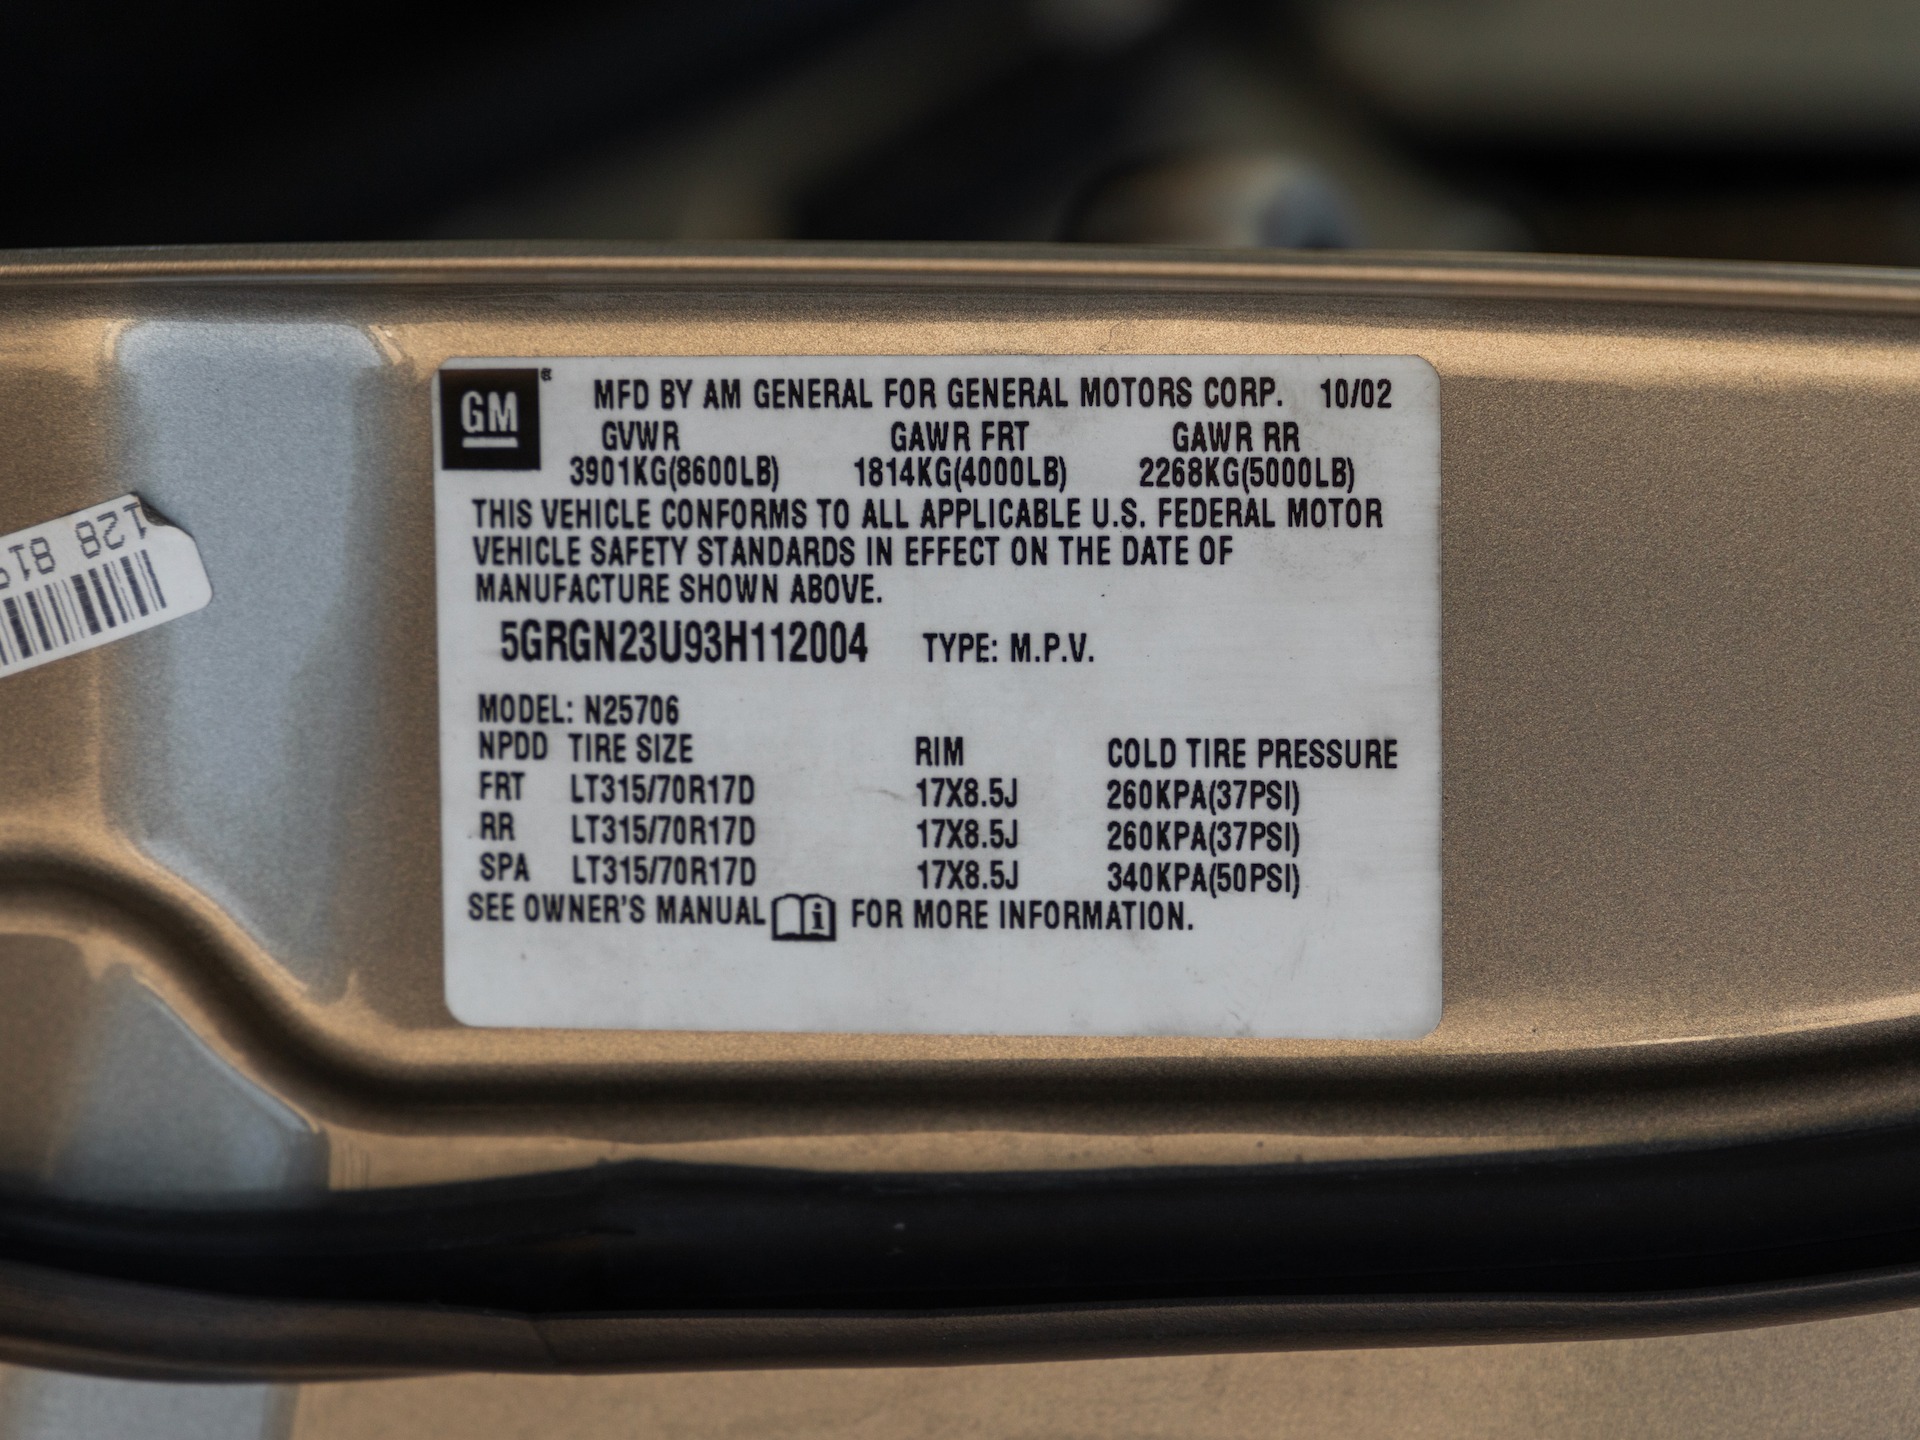 GM
MFD BY AM GENERAL FOR GENERAL MOTORS CORP. 10/02
GVWR GAWR FRT GAWR RR
3901KG(8600LB) 1814KG(4000LB) 2268KG(5000LB)
THIS VEHICLE CONFORMS TO ALL APPLICABLE U.S. FEDERAL MOTOR
VEHICLE SAFETY STANDARDS IN EFFECT ON THE DATE OF
MANUFACTURE SHOWN ABOVE.
5GRGN23U93H112004 TYPE: M.P.V.
MODEL: N25706
NPDD TIRE SIZE RIM COLD TIRE PRESSURE
FRT LT315/70R17D 17X8.5J 260KPA(37PSI)
RR LT315/70R17D 17X8.5J 260KPA(37PSI)
SPA LT315/70R17D 17X8.5J 340KPA(50PSI)
SEE OWNER'S MANUAL i FOR MORE INFORMATION.
128